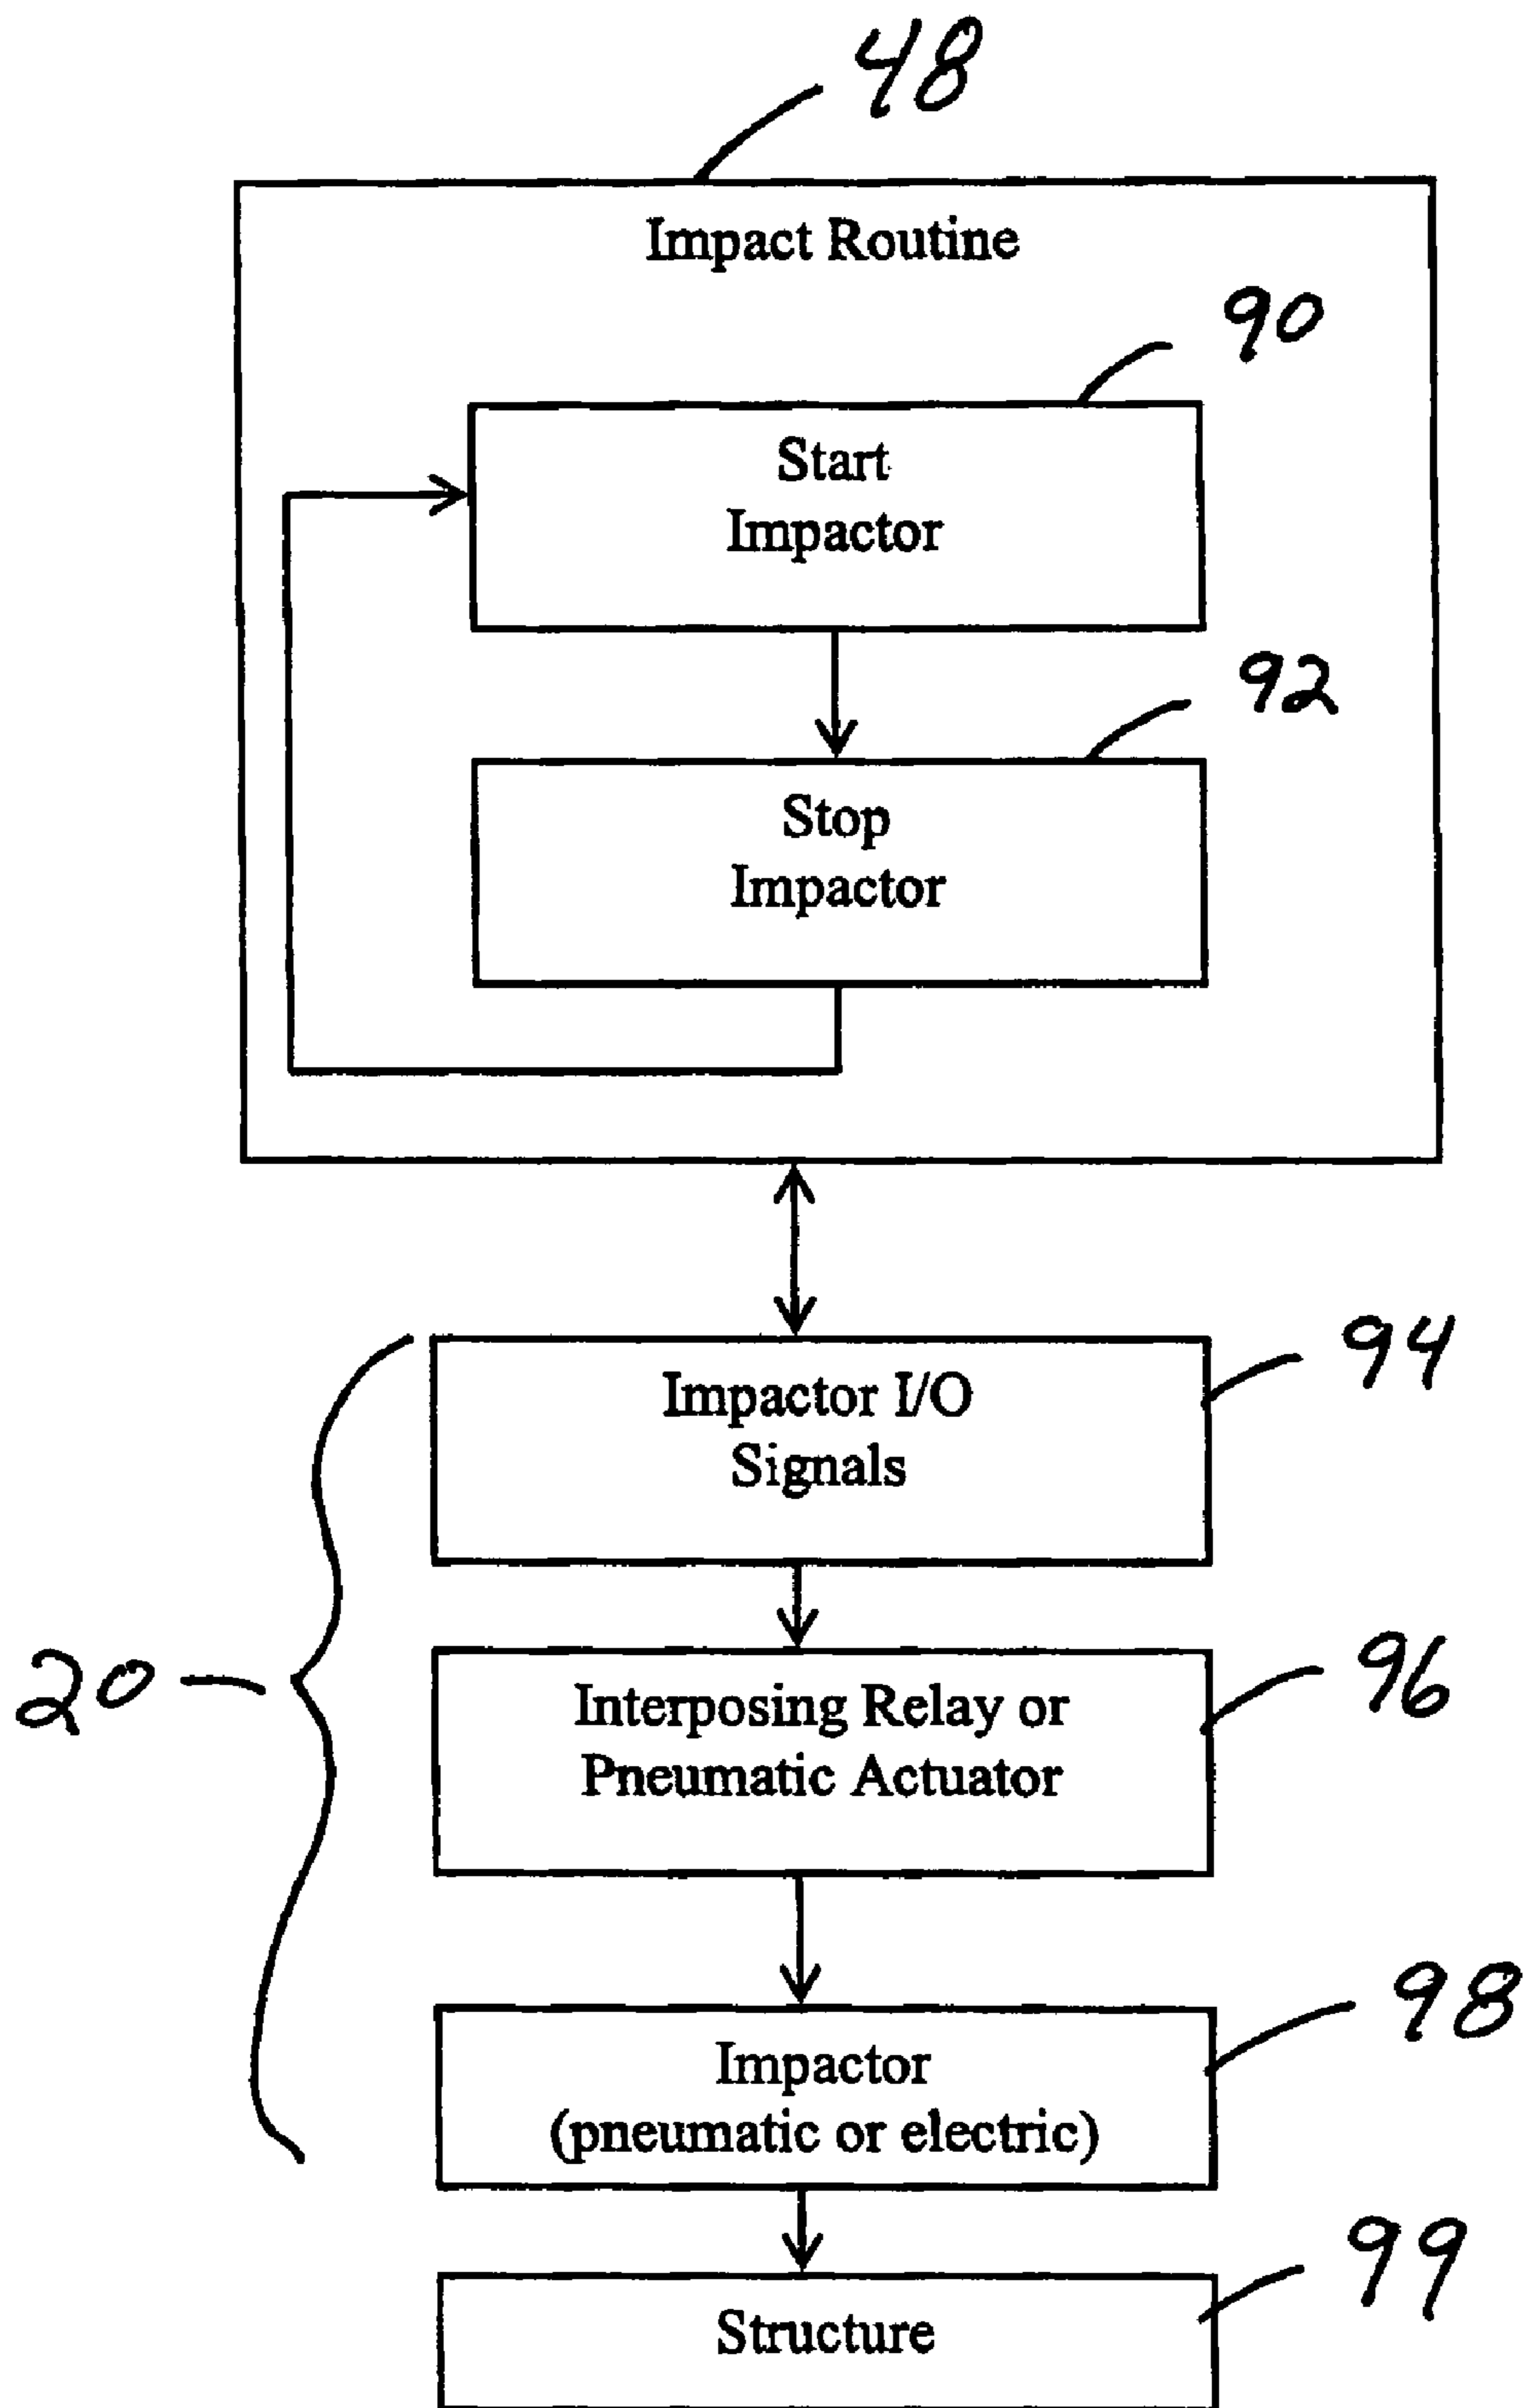 48
Impact Routine
90
Start
Impactor
92
Stop
Impactor
94
Impactor I/O
Signals
20
96
Interposing Relay or
Pneumatic Actuator
98
Impactor
(pneumatic or electric)
99
Structure